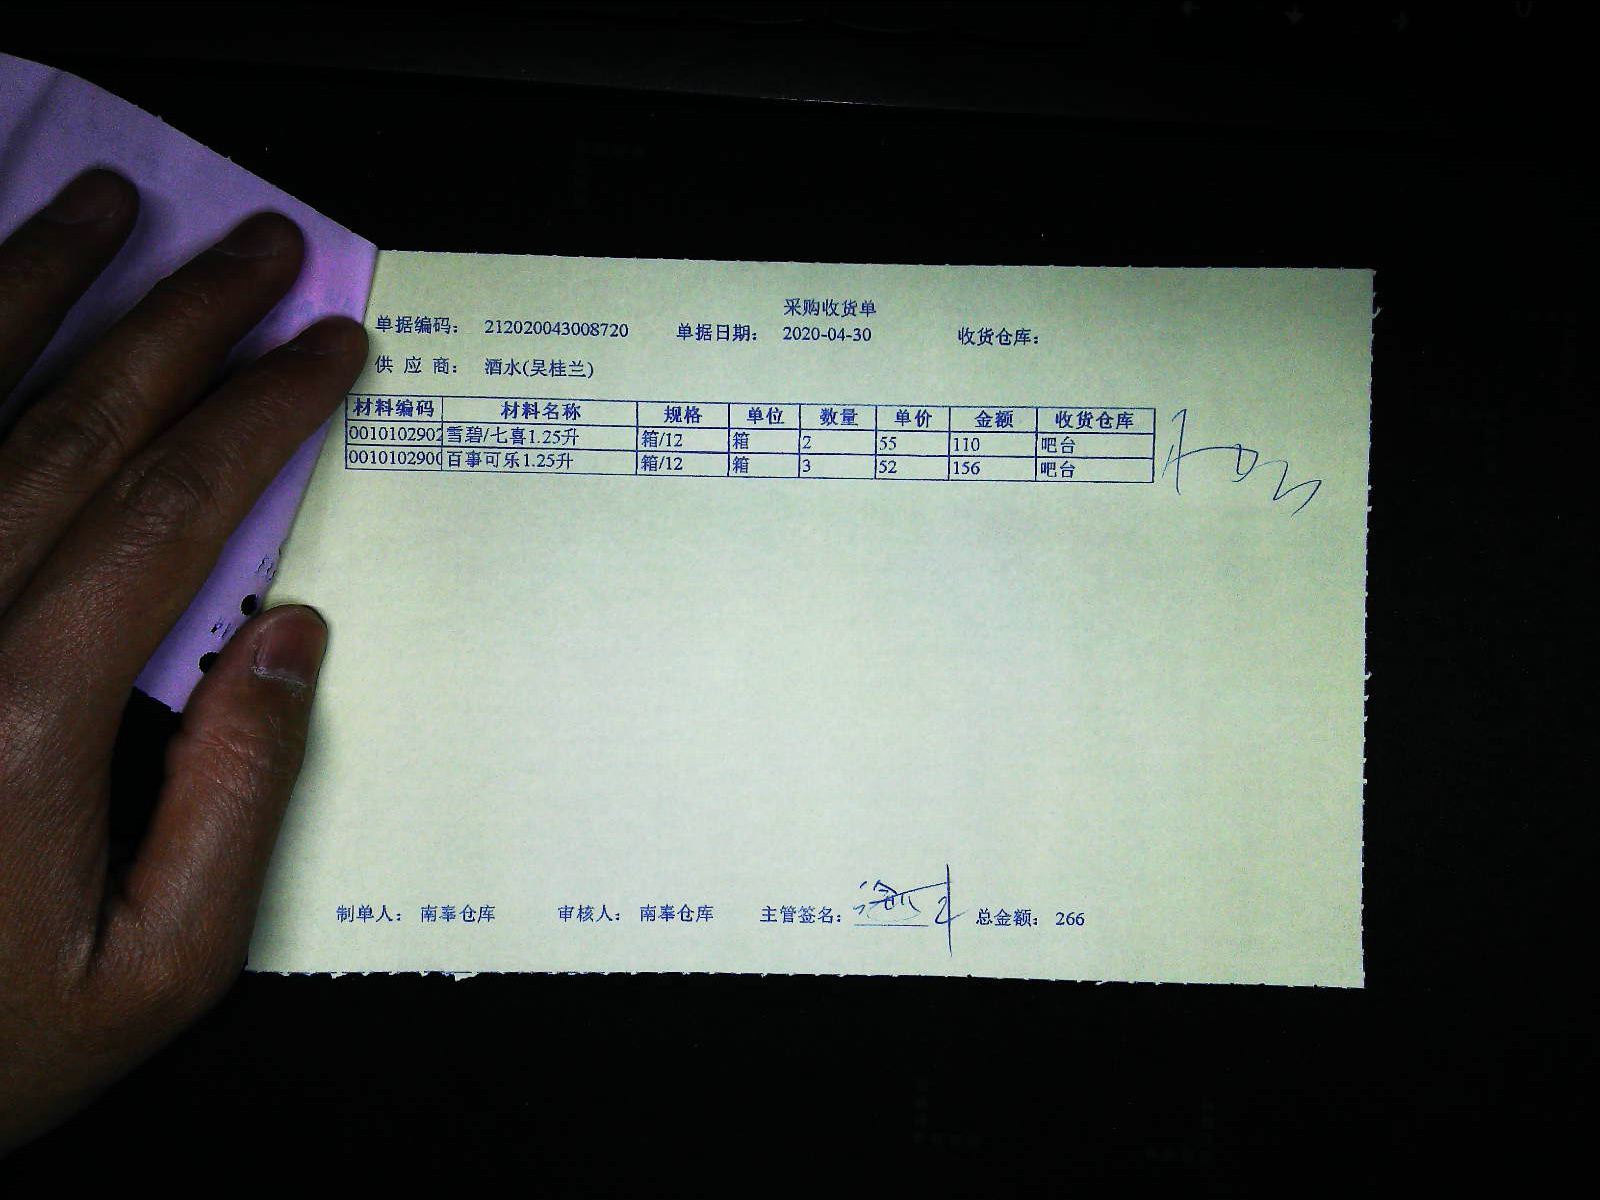 采购收货单
单据编码： 212020043008720 单据日期： 2020-04-30 收货仓库：
供 应 商： 酒水(吴桂兰)
材料编码 材料名称 规格 单位 数量 单价 金额 收货仓库
0010102902 雪碧/七喜1.25升 箱/12 箱 2 55 110 吧台
0010102900 百事可乐1.25升 箱/12 箱 3 52 156 吧台
制单人： 南奉仓库 审核人： 南奉仓库 主管签名： 总金额： 266